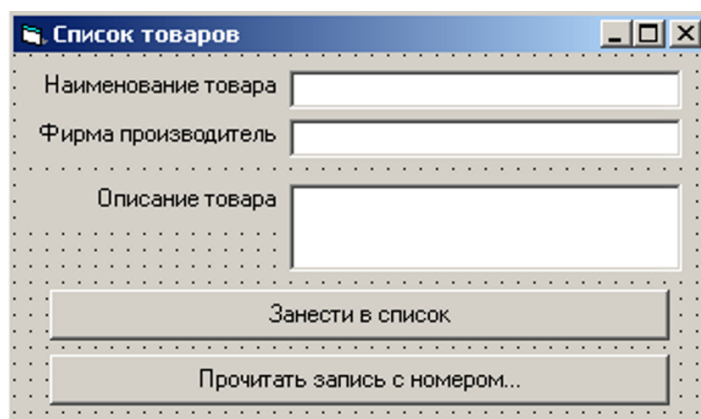 Список товаров
Наименование товара
Фирма производитель
Описание товара
Занести в список
Прочитать запись с номером...